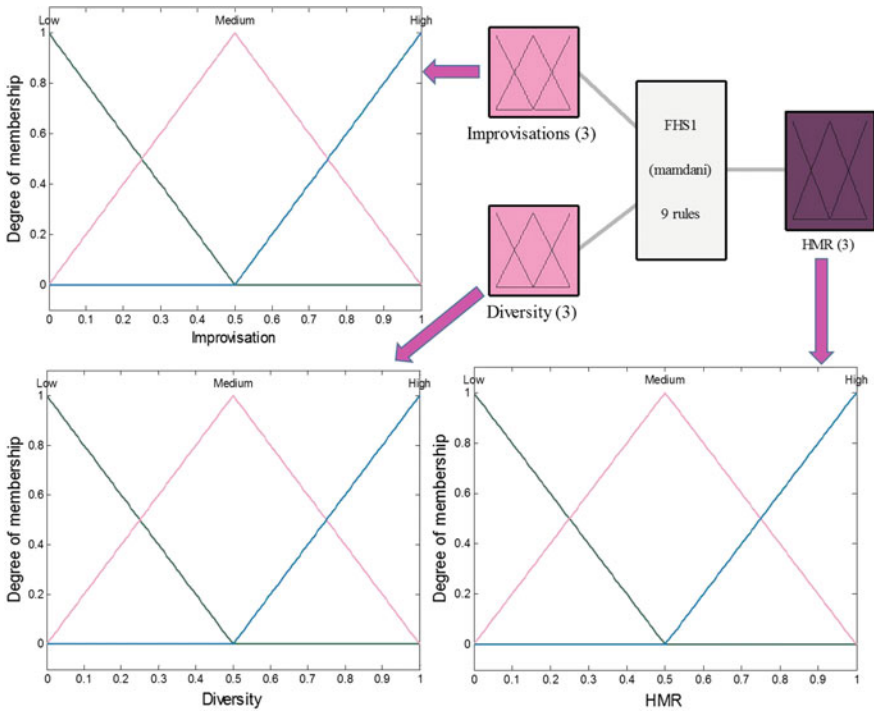 Low Medium High
1
0.8
0.6
0.4
0.2
0
Degree of membership
0 0.1 0.2 0.3 0.4 0.5 0.6 0.7 0.8 0.9 1
Improvisation
Improvisations (3)
Diversity (3)
FHS1
(mamdani)
9 rules
HMR (3)
Low Medium High
1
0.8
0.6
0.4
0.2
0
Degree of membership
0 0.1 0.2 0.3 0.4 0.5 0.6 0.7 0.8 0.9 1
Diversity
Low Medium High
1
0.8
0.6
0.4
0.2
0
Degree of membership
0 0.1 0.2 0.3 0.4 0.5 0.6 0.7 0.8 0.9 1
HMR